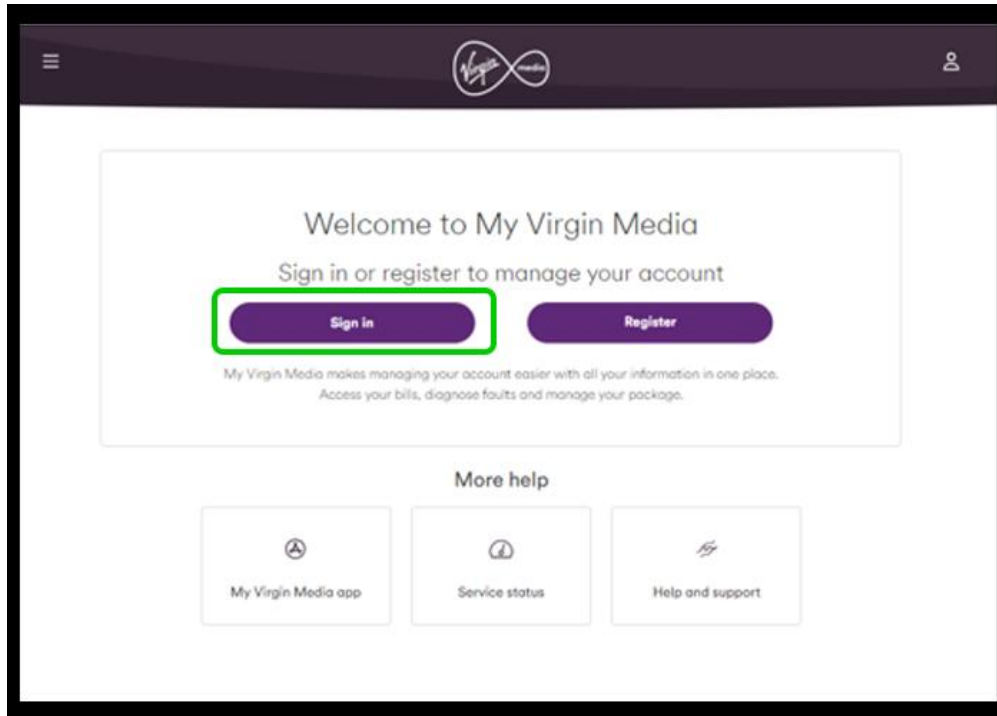 Virgin media
Welcome to My Virgin Media
Sign in or register to manage your account
Sign in
Register
My Virgin Media makes managing your account easier with all your information in one place.
Access your bills, diagnose faults and manage your package.
More help
My Virgin Media app
Service status
Help and support